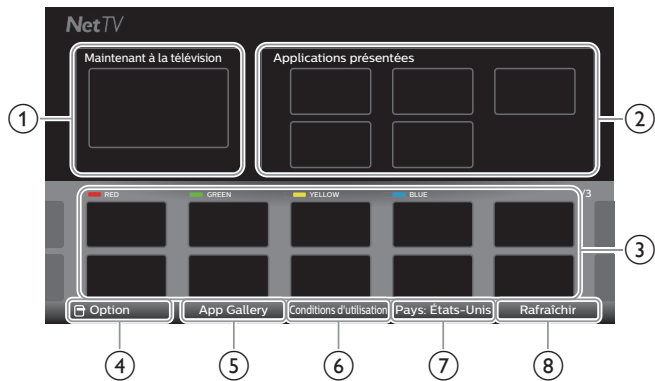 NetTV
Maintenant à la télévision
Applications présentées
1
2
RED
GREEN
YELLOW
BLUE
/3
3
Option
App Gallery
Conditions d'utilisation
Pays: États-Unis
Rafraîchir
4
5
6
7
8